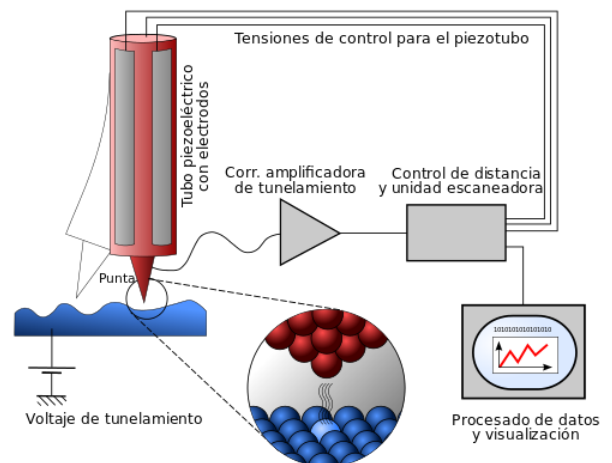 Tensiones de control para el piezotubo
Tubo piezoeléctrico
con electrodos
Corr. amplificadora
de tunelamiento
Control de distancia
y unidad escaneadora
Punta
1010101010101010
Voltaje de tunelamiento
Procesado de datos
y visualización